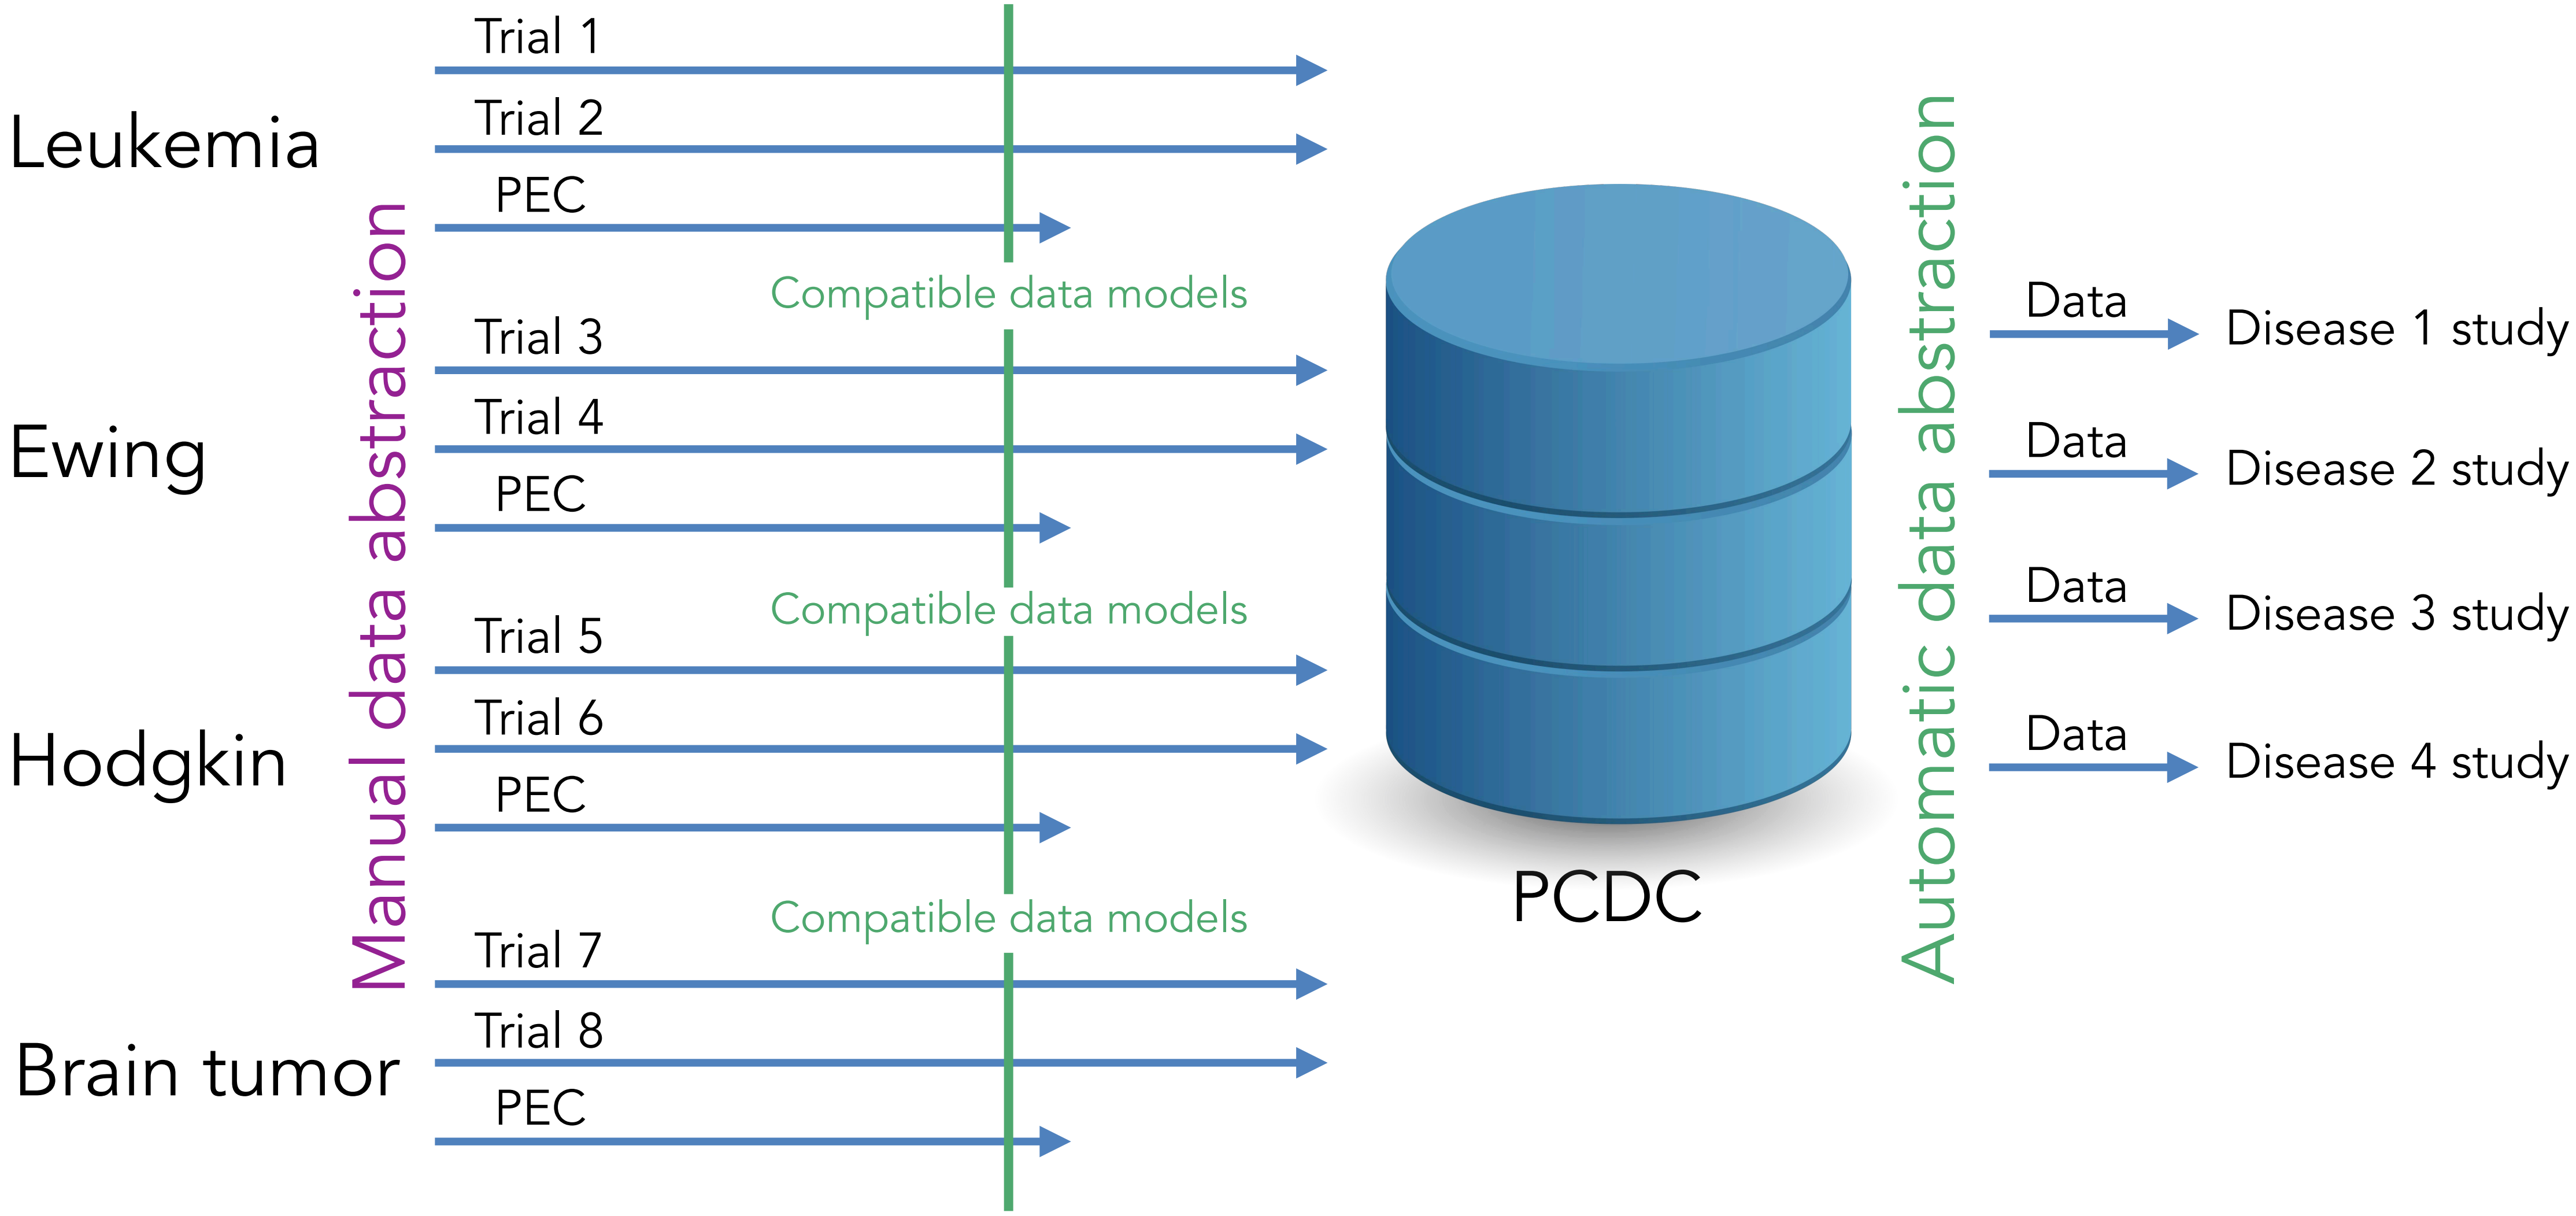 Leukemia
Ewing
Hodgkin
Brain tumor
Manual data abstraction
Trial 1
Trial 2
PEC
Compatible data models
Trial 3
Trial 4
PEC
Compatible data models
Trial 5
Trial 6
PEC
Compatible data models
Trial 7
Trial 8
PEC
PCDC
Automatic data abstraction
Data
Disease 1 study
Data
Disease 2 study
Data
Disease 3 study
Data
Disease 4 study